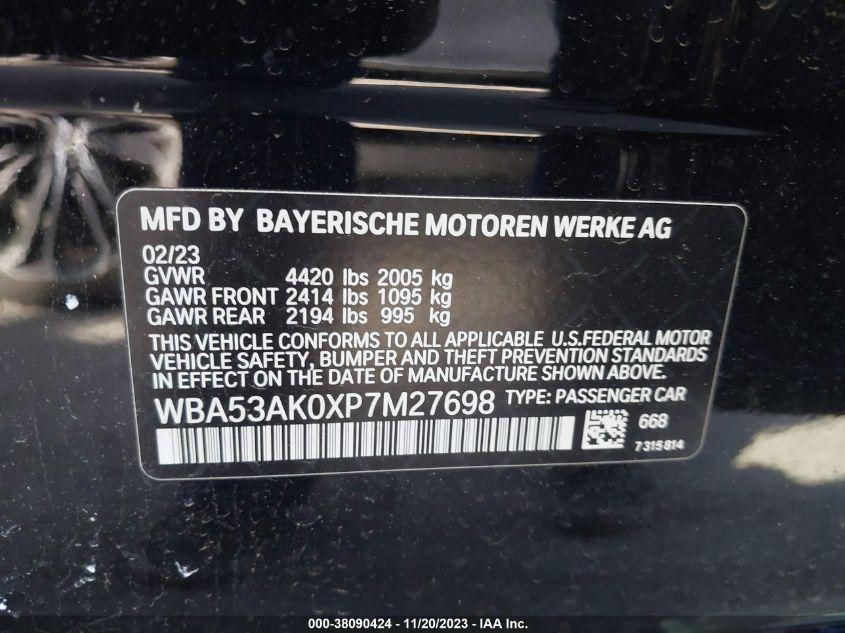 MFD BY BAYERISCHE MOTOREN WERKE AG
02/23
GVWR 4420 lbs 2005 kg
GAWR FRONT 2414 lbs 1095 kg
GAWR REAR 2194 lbs 995 kg
THIS VEHICLE CONFORMS TO ALL APPLICABLE U.S.FEDERAL MOTOR
VEHICLE SAFETY, BUMPER AND THEFT PREVENTION STANDARDS
IN EFFECT ON THE DATE OF MANUFACTURE SHOWN ABOVE.
WBA53AK0XP7M27698 TYPE: PASSENGER CAR
668
7 315 814
000-38090424 - 11/20/2023 - IAA Inc.